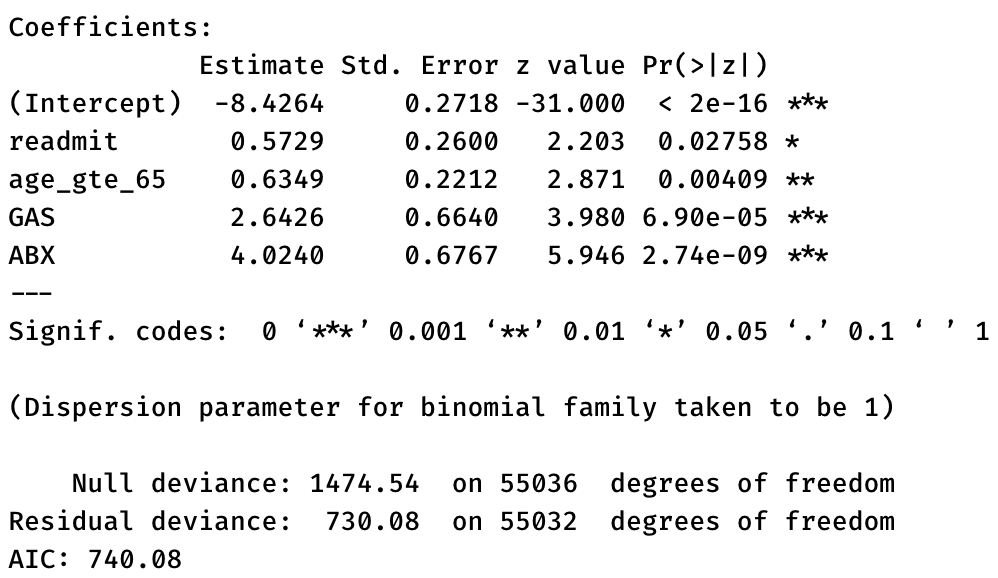 Coefficients:
            Estimate Std. Error z value Pr(>|z|)
(Intercept)  -8.4264     0.2718 -31.000  < 2e-16 ***
readmit       0.5729     0.2600   2.203  0.02758 *
age_gte_65    0.6349     0.2212   2.871  0.00409 **
GAS           2.6426     0.6640   3.980 6.90e-05 ***
ABX           4.0240     0.6767   5.946 2.74e-09 ***
---
Signif. codes:  0 ‘***’ 0.001 ‘**’ 0.01 ‘*’ 0.05 ‘.’ 0.1 ‘ ’ 1
(Dispersion parameter for binomial family taken to be 1)
    Null deviance: 1474.54  on 55036  degrees of freedom
Residual deviance:  730.08  on 55032  degrees of freedom
AIC: 740.08